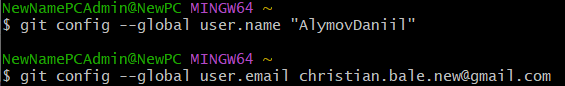 NewNamePCAdmin@NewPC MINGW64 ~
$ git config --global user.name "AlymovDaniil"
NewNamePCAdmin@NewPC MINGW64 ~
$ git config --global user.email christian.bale.new@gmail.com